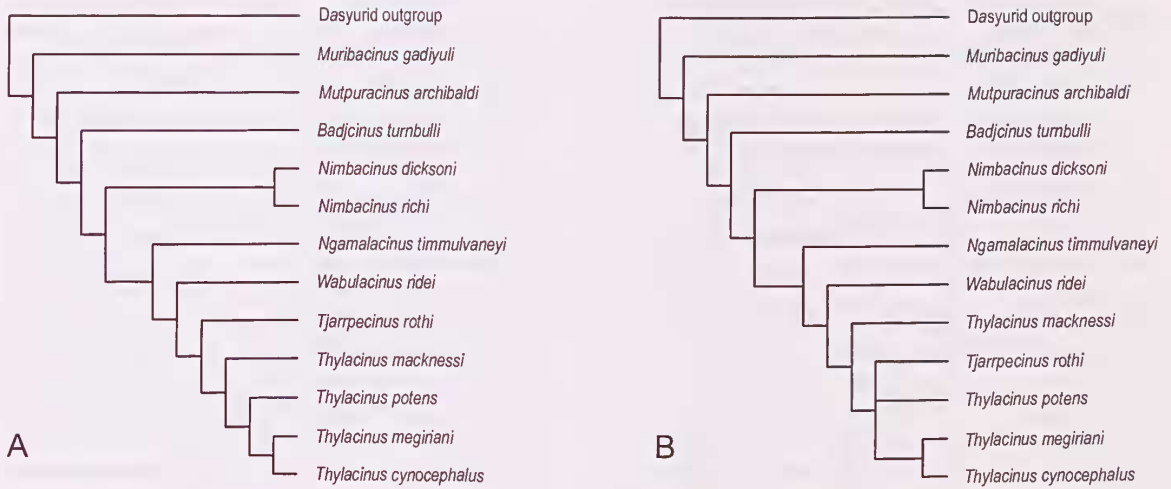 Dasyurid outgroup
Muribacinus gadiyuli
Mutpuracinus archibaldi
Badjcinus turnbulli
Nimbacinus dicksoni
Nimbacinus richi
Ngamalacinus timmulvaneyi
Wabulacinus ridei
Tjarrpecinus rothi
Thylacinus macknessi
Thylacinus potens
Thylacinus megiriani
Thylacinus cynocephalus
A
Dasyurid outgroup
Muribacinus gadiyuli
Mutpuracinus archibaldi
Badjcinus turnbulli
Nimbacinus dicksoni
Nimbacinus richi
Ngamalacinus timmulvaneyi
Wabulacinus ridei
Thylacinus macknessi
Tjarrpecinus rothi
Thylacinus potens
Thylacinus megiriani
Thylacinus cynocephalus
B